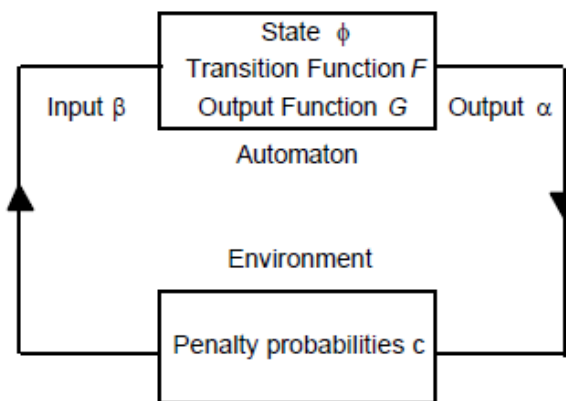 State ϕ
Transition Function F
Input β
Output Function G
Output α
Automaton
Environment
Penalty probabilities c